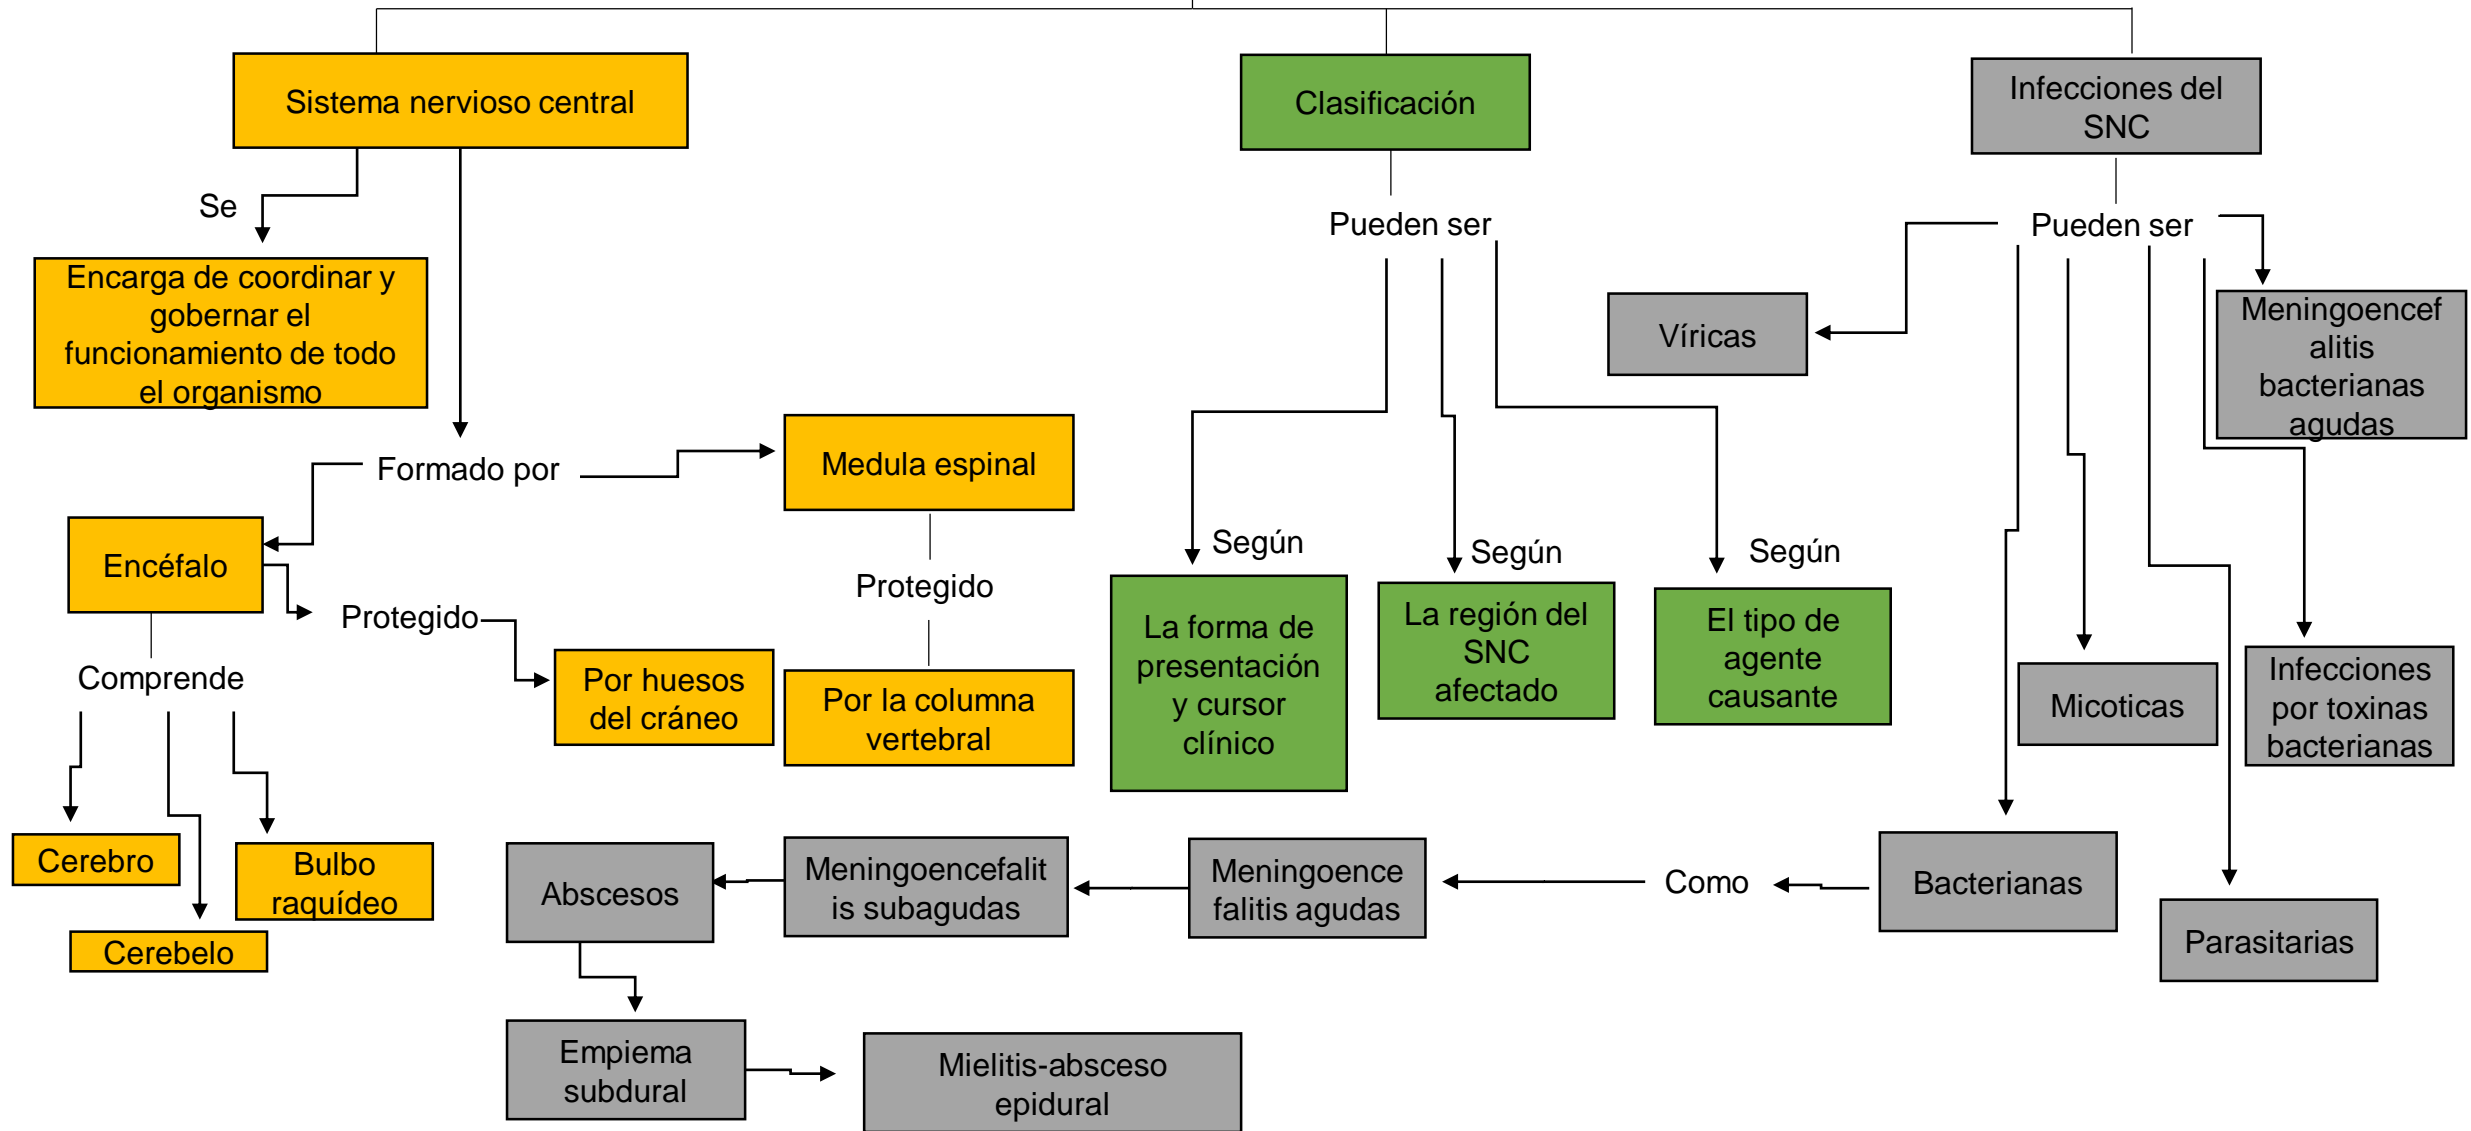 Sistema nervioso central
Clasificación
Infecciones del
SNC
Se
Pueden ser
Pueden ser
Encarga de coordinar y
gobernar el
funcionamiento de todo
el organismo
Víricas
Meningoencef
alitis
bacterianas
agudas
Formado por
Medula espinal
Encéfalo
Protegido
Protegido
Según
Según
Según
Comprende
Por huesos
del cráneo
Por la columna
vertebral
La forma de
presentación
y cursor
clínico
La región del
SNC
afectado
El tipo de
agente
causante
Micoticas
Infecciones
por toxinas
bacterianas
Cerebro
Bulbo
raquídeo
Cerebelo
Abscesos
Meningoencefalit
is subagudas
Meningoence
falitis agudas
Como
Bacterianas
Parasitarias
Empiema
subdural
Mielitis-absceso
epidural